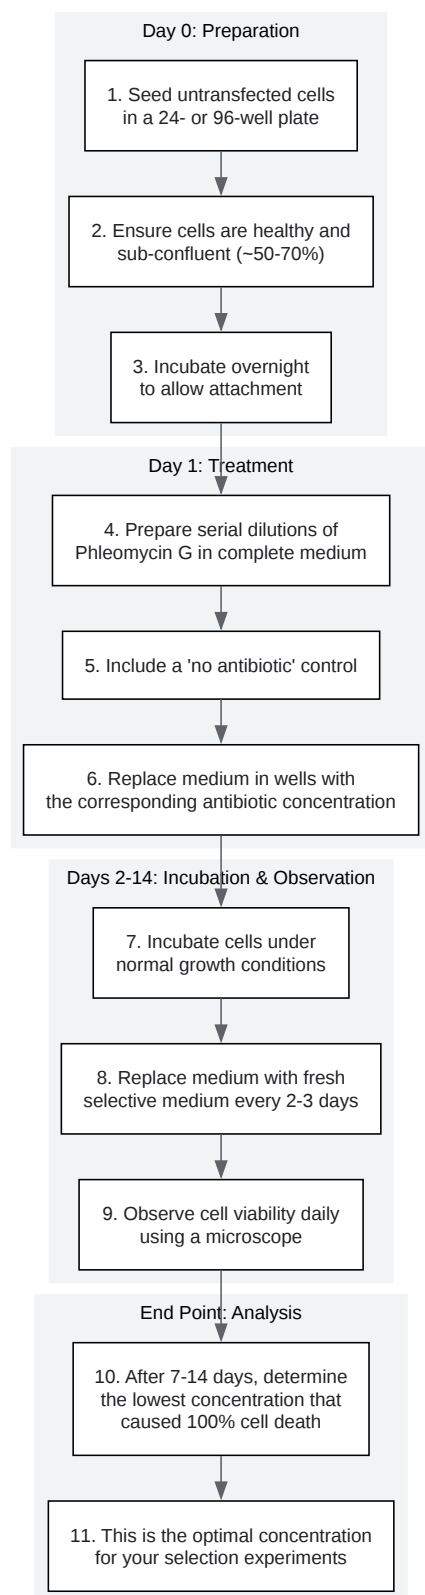 Day 0: Preparation
1. Seed untransfected cells
in a 24- or 96-well plate
2. Ensure cells are healthy and
sub-confluent (~50-70%)
3. Incubate overnight
to allow attachment
Day 1: Treatment
4. Prepare serial dilutions of
Phleomycin G in complete medium
5. Include a 'no antibiotic' control
6. Replace medium in wells with
the corresponding antibiotic concentration
Days 2-14: Incubation & Observation
7. Incubate cells under
normal growth conditions
8. Replace medium with fresh
selective medium every 2-3 days
9. Observe cell viability daily
using a microscope
End Point: Analysis
10. After 7-14 days, determine
the lowest concentration that
caused 100% cell death
11. This is the optimal concentration
for your selection experiments